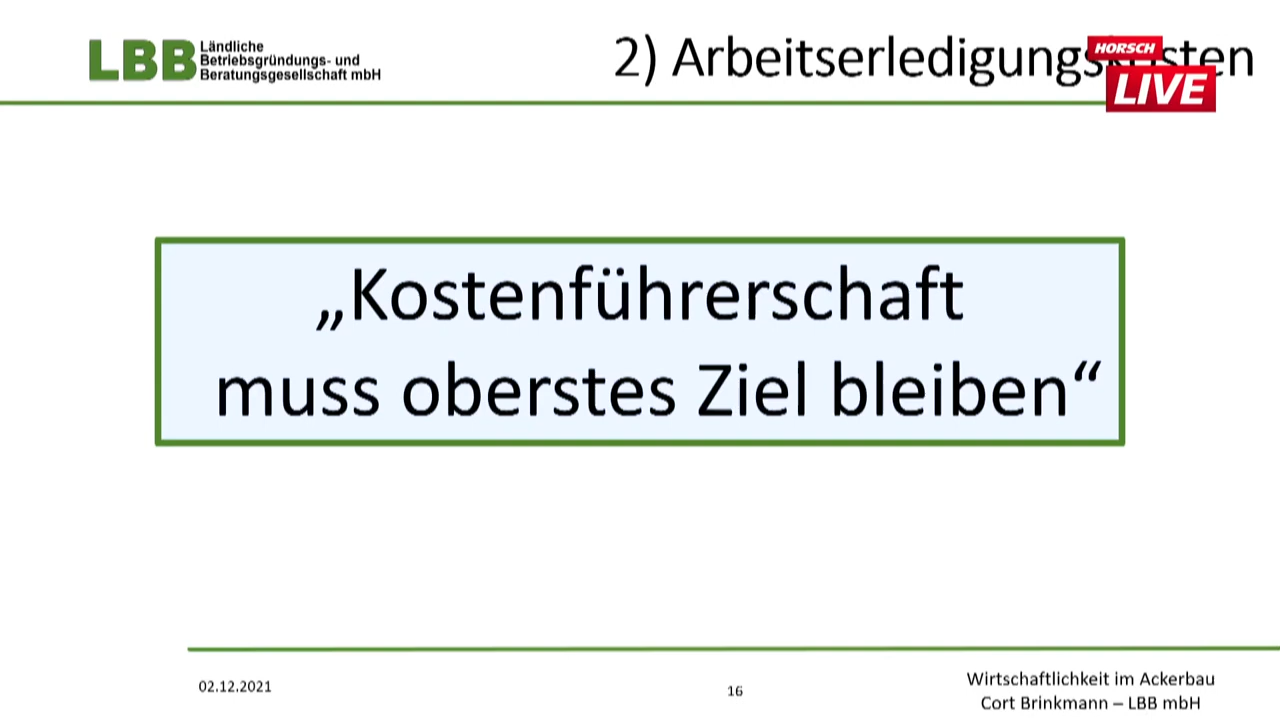 LBB
Ländliche
Betriebsgründungs- und
Beratungsgesellschaft mbH
2) Arbeitserledigungskosten
HORSCH
LIVE
„Kostenführerschaft
muss oberstes Ziel bleiben“
02.12.2021
16
Wirtschaftlichkeit im Ackerbau
Cort Brinkmann – LBB mbH